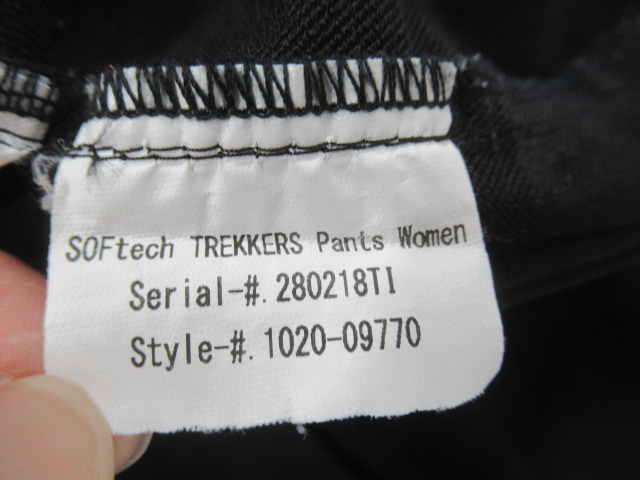 SOFtech TREKKERS Pants Women
Serial-#. 280218TI
Style-#. 1020-09770